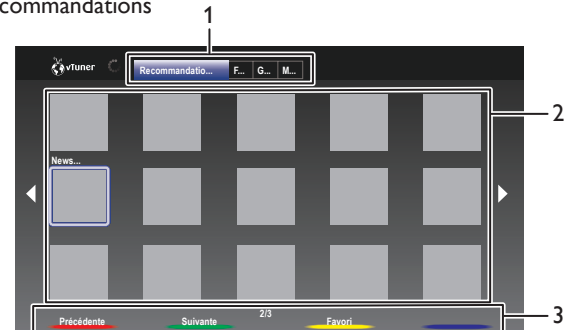 commandations
1
vTuner
Recommandatio... F... G... M...
2
News...
2/3
Précédente Suivante Favori
3